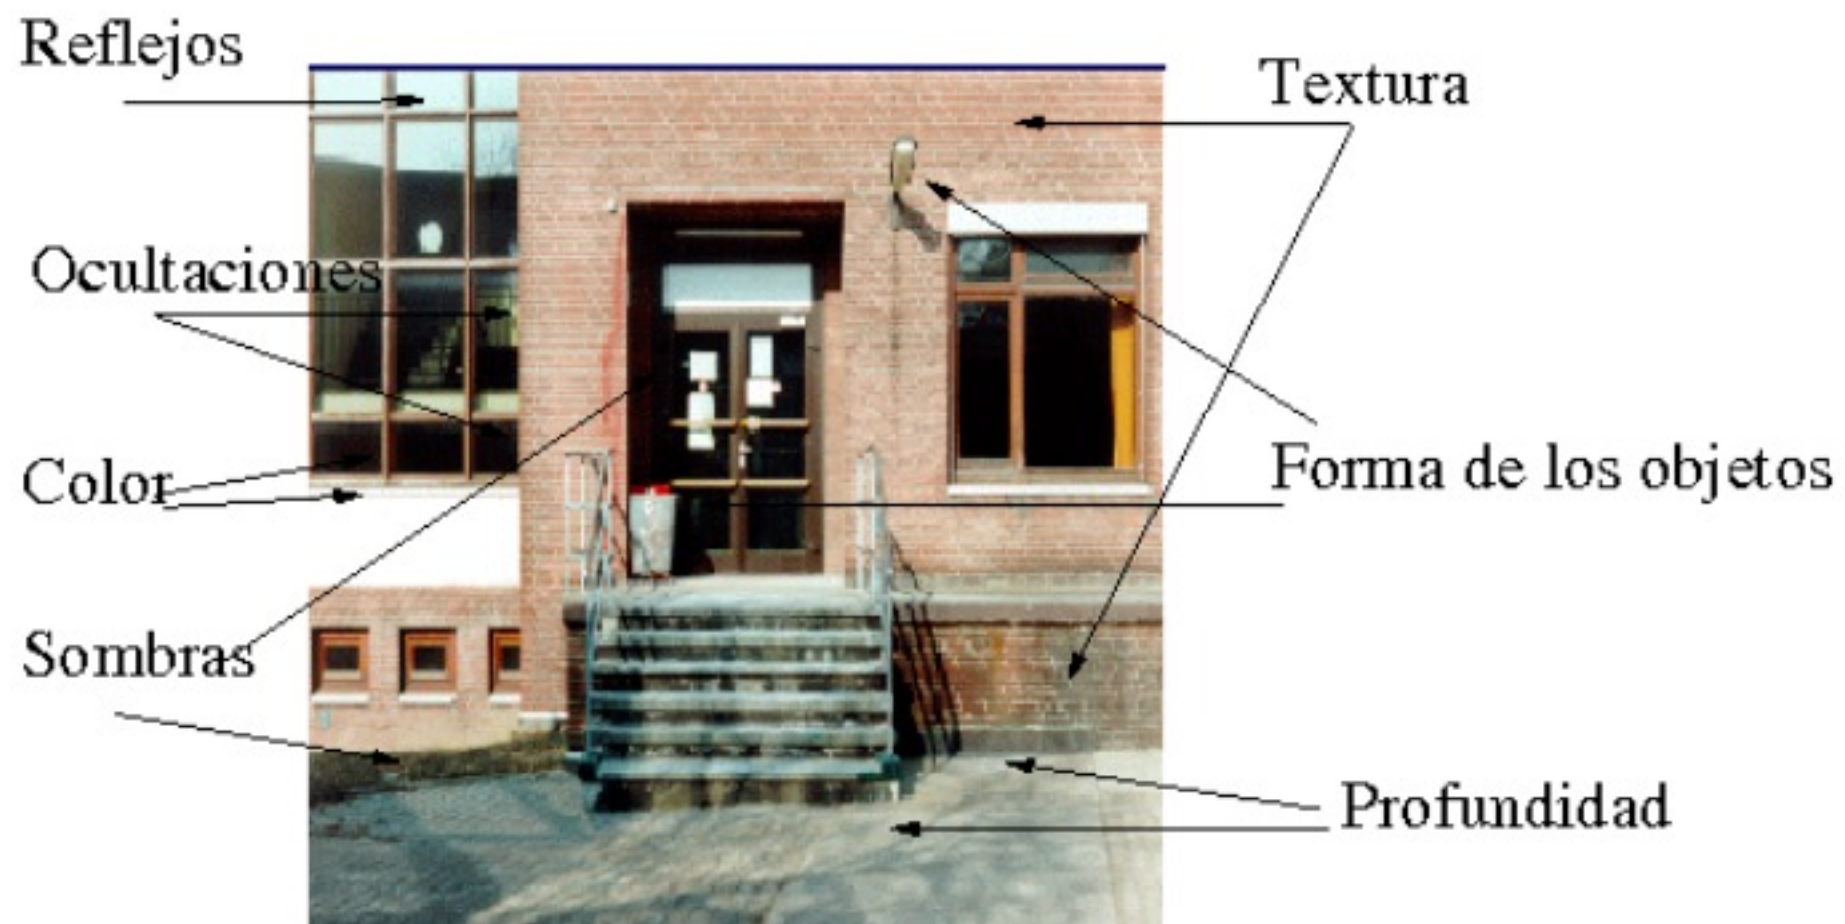 Reflejos
Textura
Ocultaciones
Color
Forma de los objetos
Sombras
Profundidad